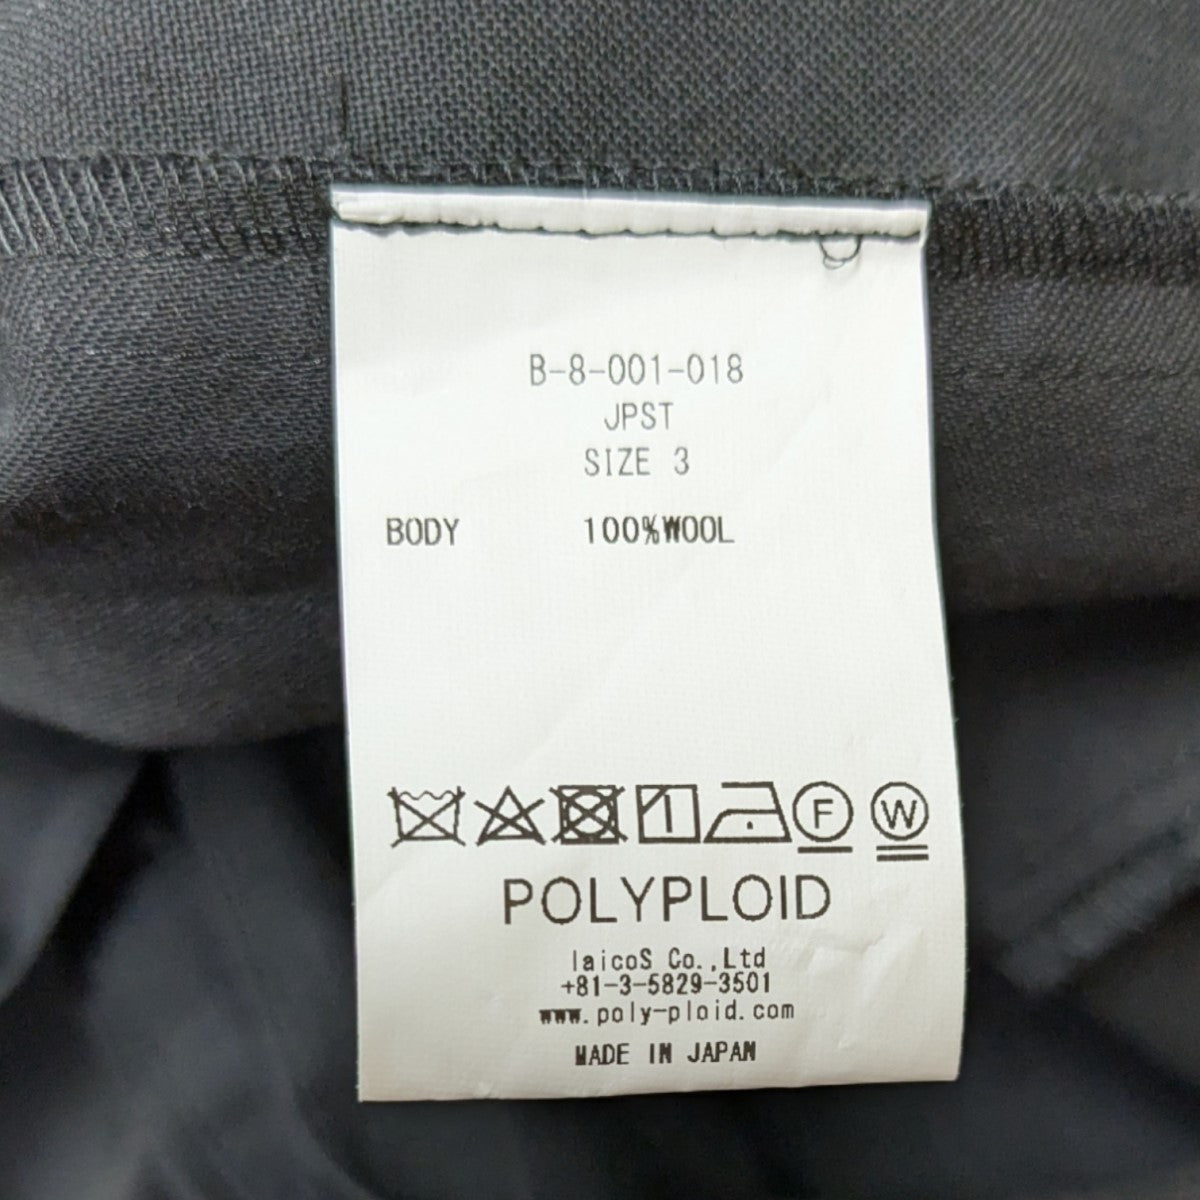 B-8-001-018
JPST
SIZE 3
BODY 100%WOOL
F W
POLYPLOID
laicoS Co.,Ltd
+81-3-5829-3501
www.poly-ploid.com
MADE IN JAPAN